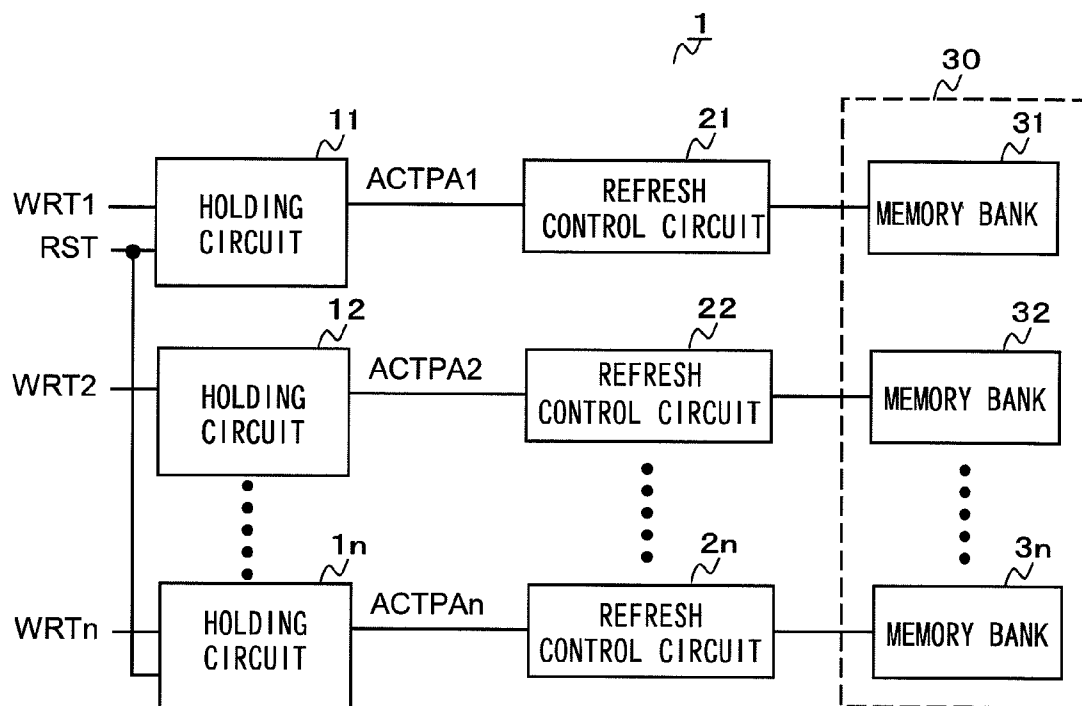 1
30
11
21
31
WRT1
RST
HOLDING
CIRCUIT
ACTPA1
REFRESH
CONTROL CIRCUIT
MEMORY BANK
12
22
32
WRT2
HOLDING
CIRCUIT
ACTPA2
REFRESH
CONTROL CIRCUIT
MEMORY BANK
1n
2n
3n
WRTn
HOLDING
CIRCUIT
ACTPAn
REFRESH
CONTROL CIRCUIT
MEMORY BANK